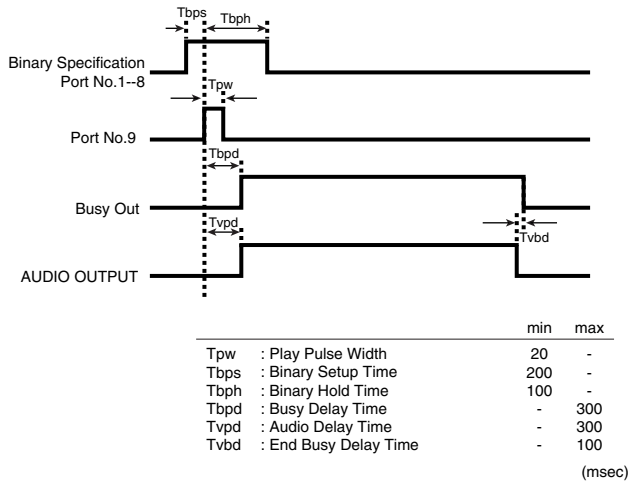 Tbps Tbph
Binary Specification
Port No.1--8
Tpw
Port No.9
Tbpd
Busy Out
Tvpd
Tvbd
AUDIO OUTPUT
min max
Tpw : Play Pulse Width 20 -
Tbps : Binary Setup Time 200 -
Tbph : Binary Hold Time 100 -
Tbpd : Busy Delay Time - 300
Tvpd : Audio Delay Time - 300
Tvbd : End Busy Delay Time - 100
(msec)